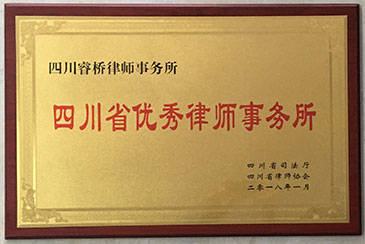 四川睿桥律师事务所
四川省优秀律师事务所
四川省司法厅
四川省律师协会
二零一八年一月